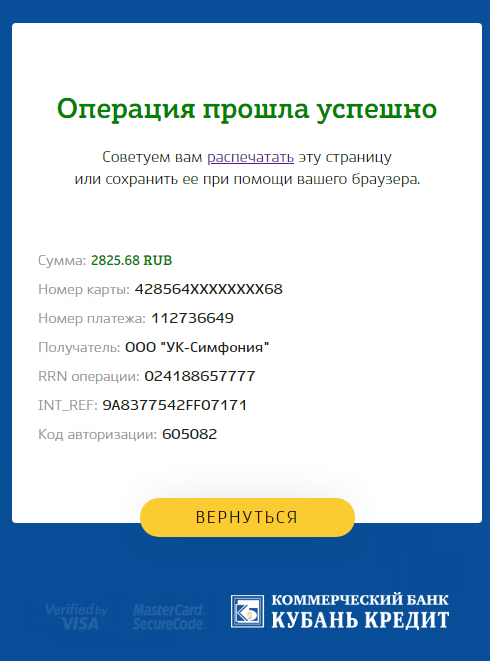 Операция прошла успешно
Советуем вам распечатать эту страницу
или сохранить ее при помощи вашего браузера.
Сумма: 2825.68 RUB
Номер карты: 428564XXXXXXXX68
Номер платежа: 112736649
Получатель: ООО "УК-Симфония"
RRN операции: 024188657777
INT_REF: 9A8377542FF07171
Код авторизации: 605082
ВЕРНУТЬСЯ
Verified by
VISA
MasterCard.
SecureCode.
КОММЕРЧЕСКИЙ БАНК
КУБАНЬ КРЕДИТ